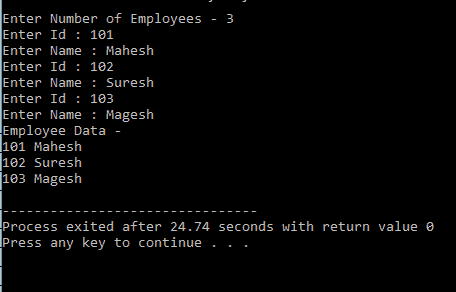 Enter Number of Employees - 3
Enter Id : 101
Enter Name : Mahesh
Enter Id : 102
Enter Name : Suresh
Enter Id : 103
Enter Name : Magesh
Employee Data -
101 Mahesh
102 Suresh
103 Magesh
--------------------------------
Process exited after 24.74 seconds with return value 0
Press any key to continue . . .